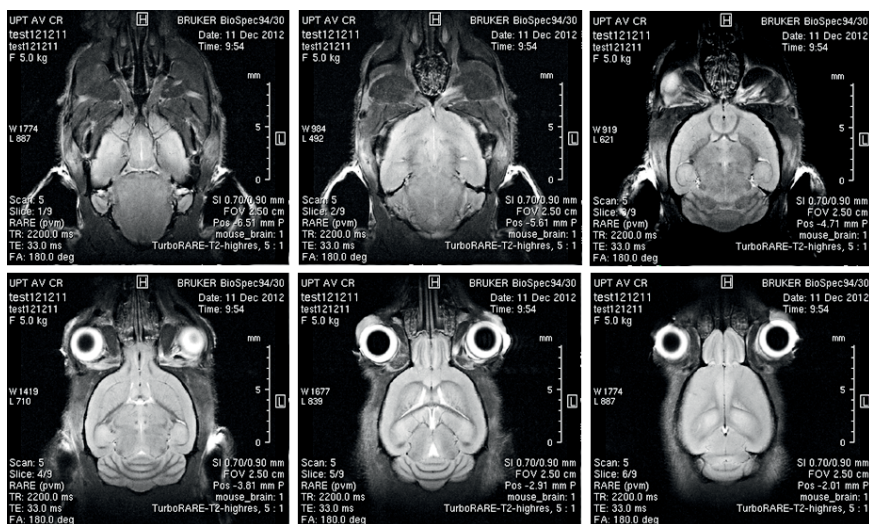 UPT AV CR
test121211
test121211
F 5.0 kg
H
BRUKER BioSpec94/30
Date: 11 Dec 2012
Time: 9:54
mm
5
0
W 1774
L 887
L
Scan: 5
Slice: 1/9
RARE (pvm)
TR: 2200.0 ms
TE: 33.0 ms
FA: 180.0 deg
SI 0.70/0.90 mm
FOV 2.50 cm
Pos -6.51 mm P
mouse_brain: 1
TurboRARE-T2-highres, 5 : 1
UPT AV CR
test121211
test121211
F 5.0 kg
H
BRUKER BioSpec94/30
Date: 11 Dec 2012
Time: 9:54
mm
5
0
W 984
L 492
L
Scan: 5
Slice: 2/9
RARE (pvm)
TR: 2200.0 ms
TE: 33.0 ms
FA: 180.0 deg
SI 0.70/0.90 mm
FOV 2.50 cm
Pos -5.61 mm P
mouse_brain: 1
TurboRARE-T2-highres, 5 : 1
UPT AV CR
test121211
test121211
F 5.0 kg
H
BRUKER BioSpec94/30
Date: 11 Dec 2012
Time: 9:54
mm
5
0
W 919
L 621
L
Scan: 5
Slice: 3/9
RARE (pvm)
TR: 2200.0 ms
TE: 33.0 ms
FA: 180.0 deg
SI 0.70/0.90 mm
FOV 2.50 cm
Pos -4.71 mm P
mouse_brain: 1
TurboRARE-T2-highres, 5 : 1
UPT AV CR
test121211
test121211
F 5.0 kg
H
BRUKER BioSpec94/30
Date: 11 Dec 2012
Time: 9:54
mm
5
0
W 1419
L 710
L
Scan: 5
Slice: 4/9
RARE (pvm)
TR: 2200.0 ms
TE: 33.0 ms
FA: 180.0 deg
SI 0.70/0.90 mm
FOV 2.50 cm
Pos -3.81 mm P
mouse_brain: 1
TurboRARE-T2-highres, 5 : 1
UPT AV CR
test121211
test121211
F 5.0 kg
H
BRUKER BioSpec94/30
Date: 11 Dec 2012
Time: 9:54
mm
5
0
W 1677
L 839
L
Scan: 5
Slice: 5/9
RARE (pvm)
TR: 2200.0 ms
TE: 33.0 ms
FA: 180.0 deg
SI 0.70/0.90 mm
FOV 2.50 cm
Pos -2.91 mm P
mouse_brain: 1
TurboRARE-T2-highres, 5 : 1
UPT AV CR
test121211
test121211
F 5.0 kg
H
BRUKER BioSpec94/30
Date: 11 Dec 2012
Time: 9:54
mm
5
0
W 1774
L 887
L
Scan: 5
Slice: 6/9
RARE (pvm)
TR: 2200.0 ms
TE: 33.0 ms
FA: 180.0 deg
SI 0.70/0.90 mm
FOV 2.50 cm
Pos -2.01 mm P
mouse_brain: 1
TurboRARE-T2-highres, 5 : 1